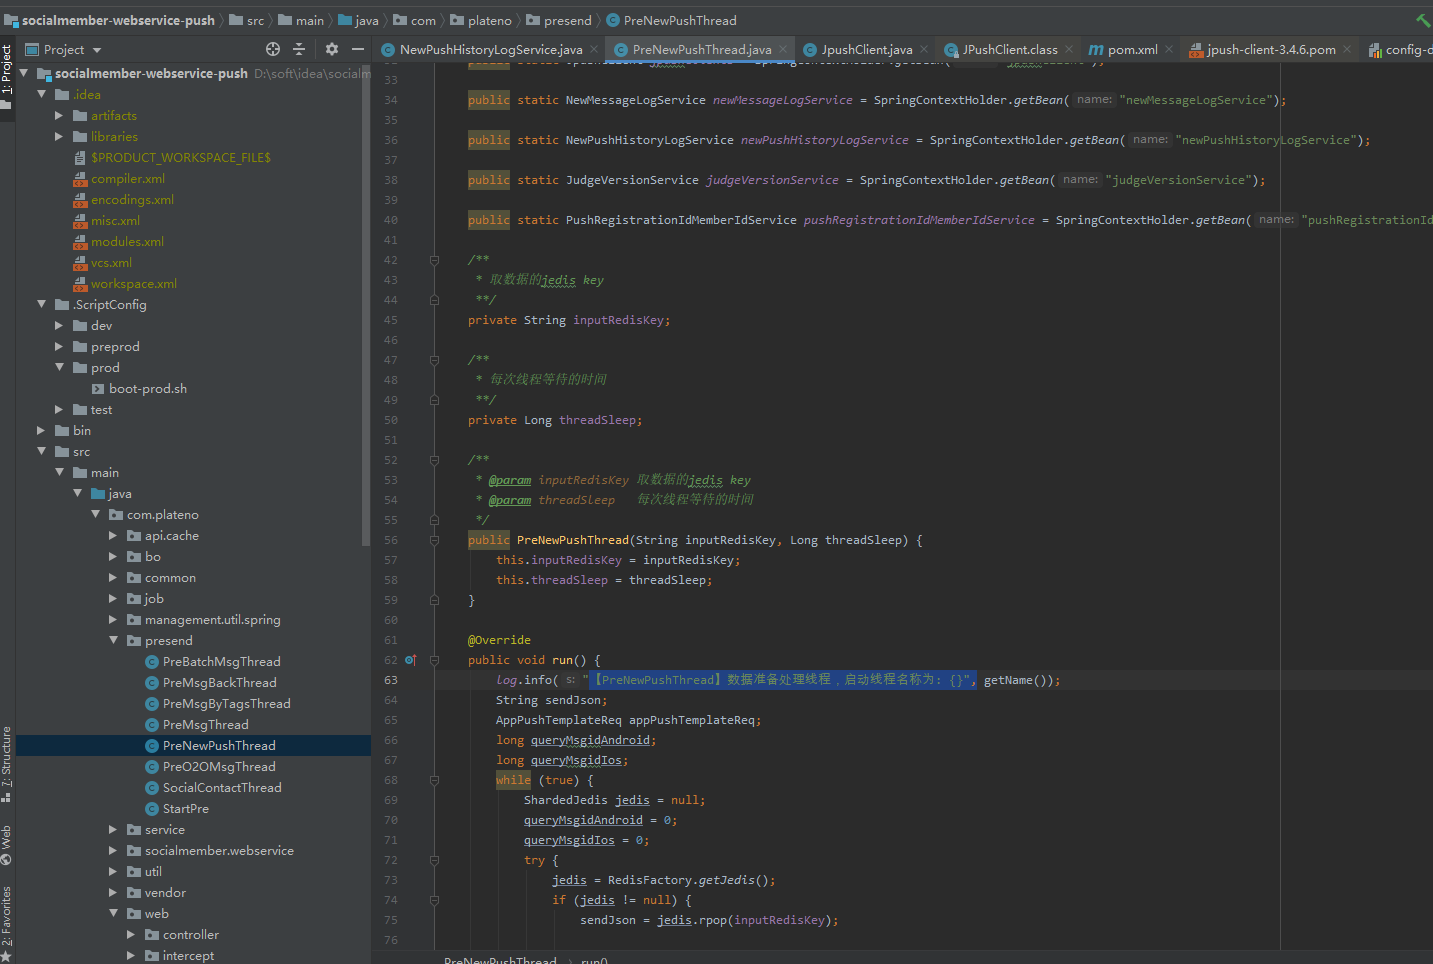 socialmember-webservice-push src main java com plateno presend PreNewPushThread
Project
NewPushHistoryLogService.java PreNewPushThread.java JpushClient.java JPushClient.class pom.xml jpush-client-3.4.6.pom config-d
1: Project
7: Structure
Web
2: Favorites
socialmember-webservice-push D:\soft\idea\socialm
.idea
artifacts
libraries
$PRODUCT_WORKSPACE_FILE$
compiler.xml
encodings.xml
misc.xml
modules.xml
vcs.xml
workspace.xml
.ScriptConfig
dev
preprod
prod
boot-prod.sh
test
bin
src
main
java
com.plateno
api.cache
bo
common
job
management.util.spring
presend
PreBatchMsgThread
PreMsgBackThread
PreMsgByTagsThread
PreMsgThread
PreNewPushThread
PreO2OMsgThread
SocialContactThread
StartPre
service
socialmember.webservice
util
vendor
web
controller
intercept
33
34 public static NewMessageLogService newMessageLogService = SpringContextHolder.getBean( name: "newMessageLogService");
35
36 public static NewPushHistoryLogService newPushHistoryLogService = SpringContextHolder.getBean( name: "newPushHistoryLogService");
37
38 public static JudgeVersionService judgeVersionService = SpringContextHolder.getBean( name: "judgeVersionService");
39
40 public static PushRegistrationIdMemberIdService pushRegistrationIdMemberIdService = SpringContextHolder.getBean( name: "pushRegistrationId
41
42 /**
43 * 取数据的jedis key
44 **/
45 private String inputRedisKey;
46
47 /**
48 * 每次线程等待的时间
49 **/
50 private Long threadSleep;
51
52 /**
53 * @param inputRedisKey 取数据的jedis key
54 * @param threadSleep 每次线程等待的时间
55 */
56 public PreNewPushThread(String inputRedisKey, Long threadSleep) {
57 this.inputRedisKey = inputRedisKey;
58 this.threadSleep = threadSleep;
59 }
60
61 @Override
62 public void run() {
63 Log.info( s: "【PreNewPushThread】数据准备处理线程，启动线程名称为: {}", getName());
64 String sendJson;
65 AppPushTemplateReq appPushTemplateReq;
66 long queryMsgidAndroid;
67 long queryMsgidIos;
68 while (true) {
69 ShardedJedis jedis = null;
70 queryMsgidAndroid = 0;
71 queryMsgidIos = 0;
72 try {
73 jedis = RedisFactory.getJedis();
74 if (jedis != null) {
75 sendJson = jedis.rpop(inputRedisKey);
76
PreNewPushThread run()